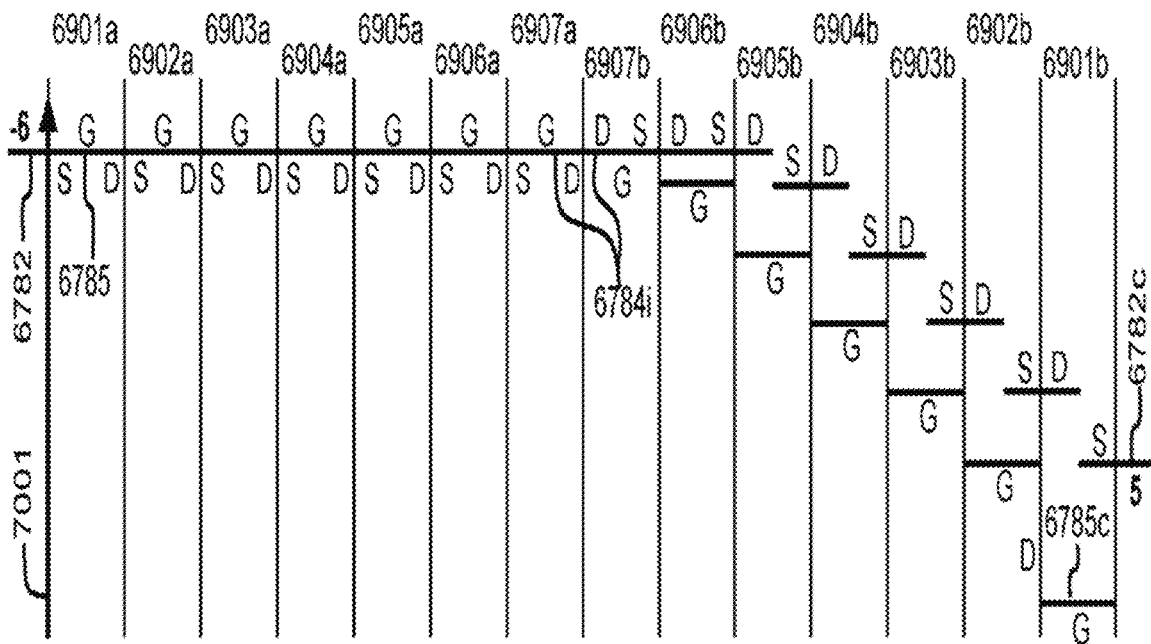 6901a 6903a 6905a 6907a 6906b 6904b 6902b
6902a 6904a 6906a 6907b 6905b 6903b 6901b
-6 G G G G G G G D S D S D
S D S D S D S D S D S D S D G S D
G
6782 6785 6784i
S D
G
S D
G
S D
G
S
G 5
6782c
7001
6785c
D
G